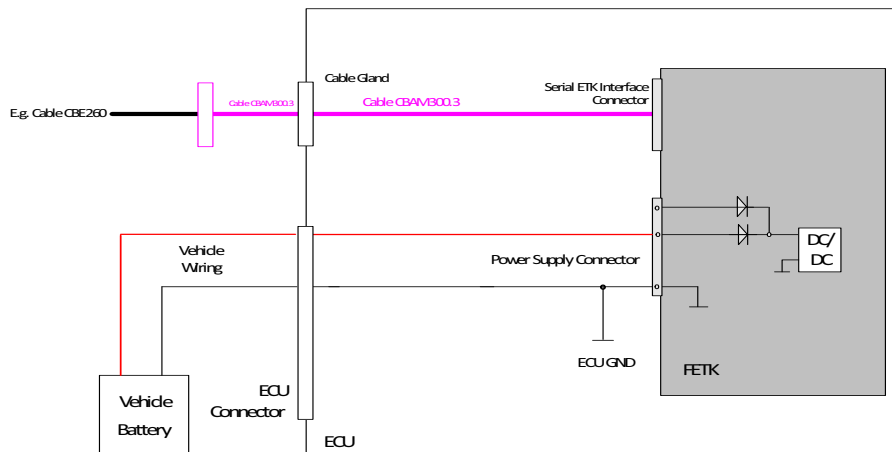 Cable Gland
Serial ETK Interface
Connector
E.g. Cable CBE260
Cable CBAM300.3
Cable CBAM300.3
Vehicle
Wiring
Power Supply Connector
DC/
DC
ECU GND
FETK
Vehicle
Battery
ECU
Connector
ECU